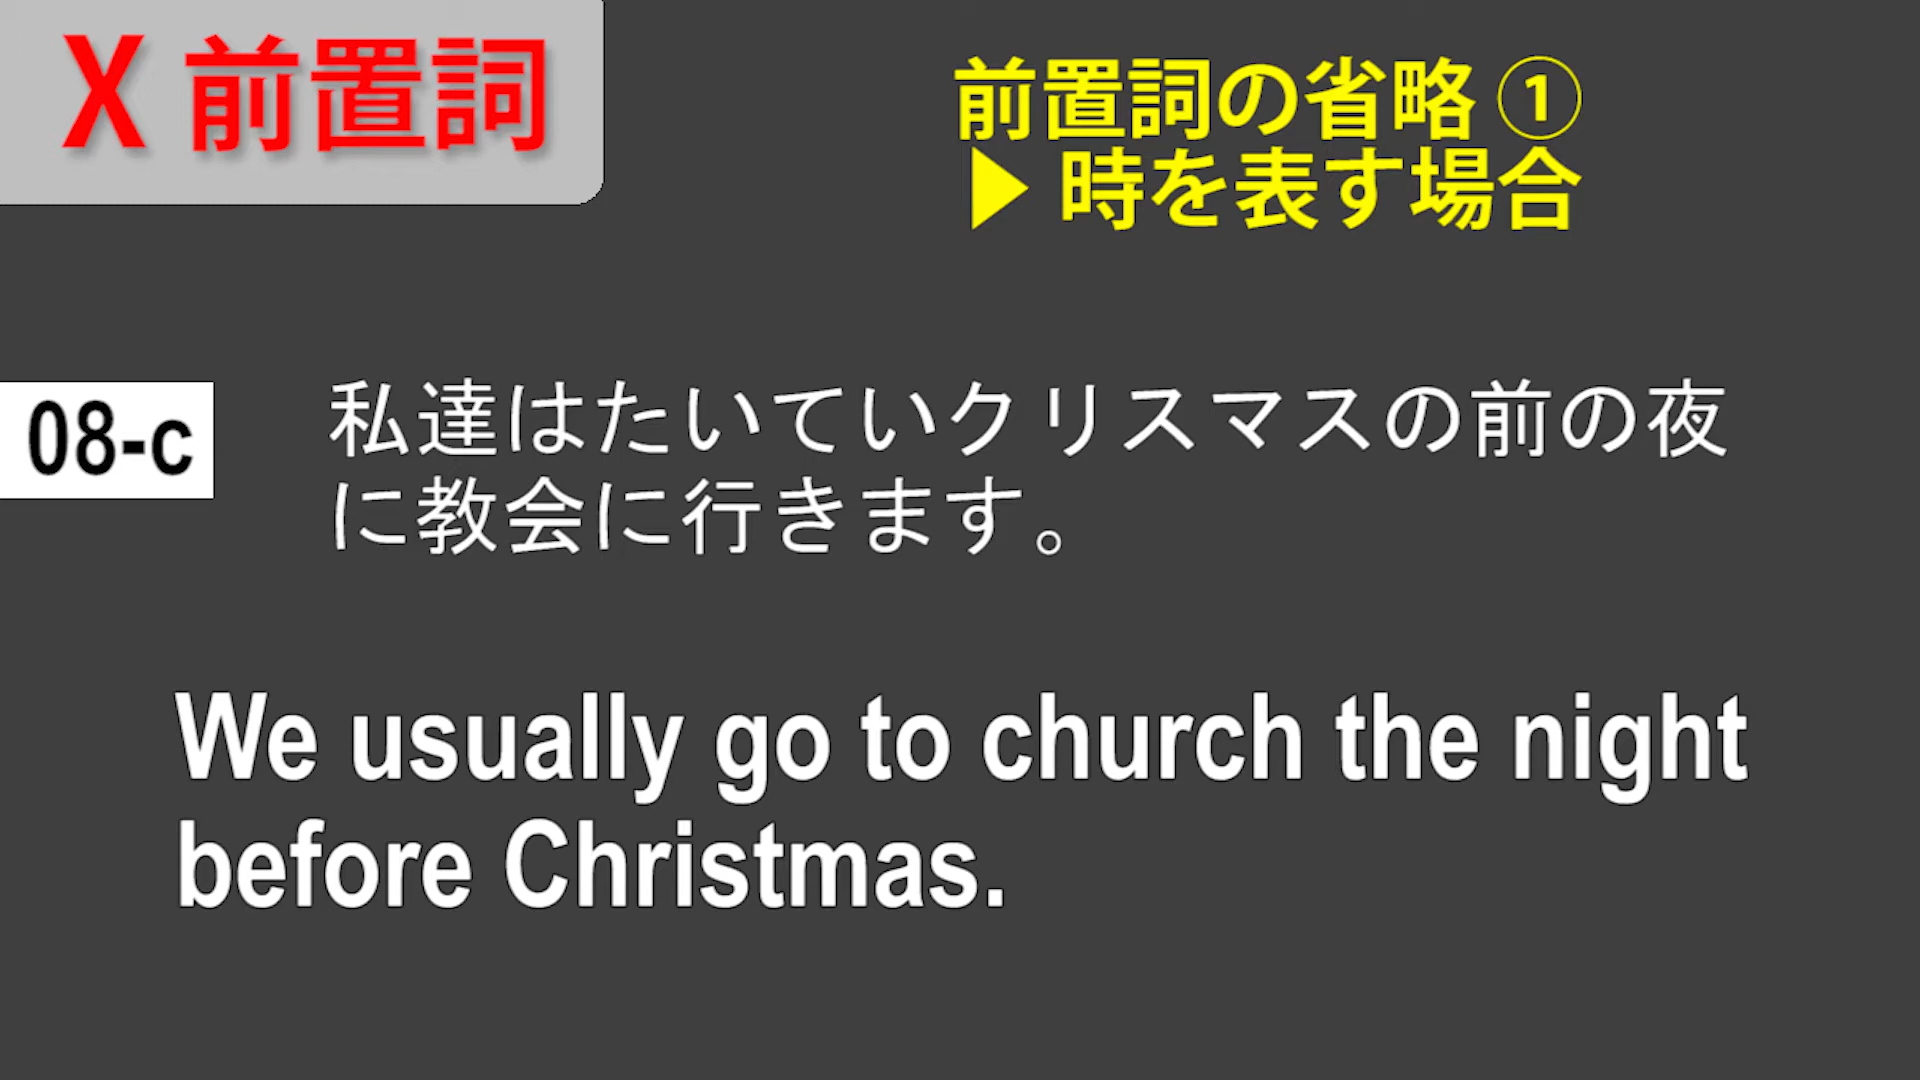 X 前置詞
前置詞の省略 ①
▶ 時を表す場合
08-c
私達はたいていクリスマスの前の夜
に教会に行きます。
We usually go to church the night
before Christmas.